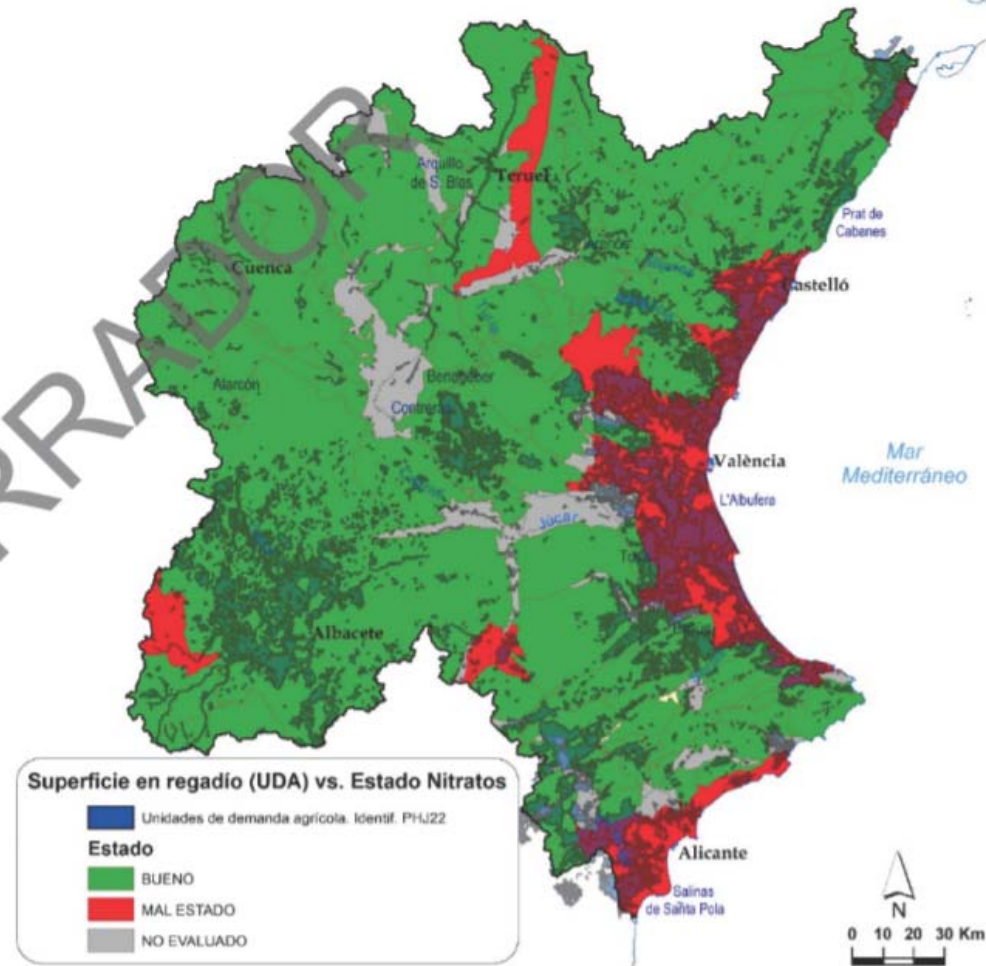 BORRADOR
Teruel
Arquillo
de S. Blas
Arenós
Prat de
Cabanes
Cuenca
Castelló
Alarcón
Benagéber
Contreras
València
Mar
Mediterráneo
L'Albufera
Júcar
Albacete
Alicante
Salinas
de Santa Pola
Superficie en regadío (UDA) vs. Estado Nitratos
Unidades de demanda agrícola. Identif. PHJ22
Estado
BUENO
MAL ESTADO
NO EVALUADO
N
0 10 20 30 Km